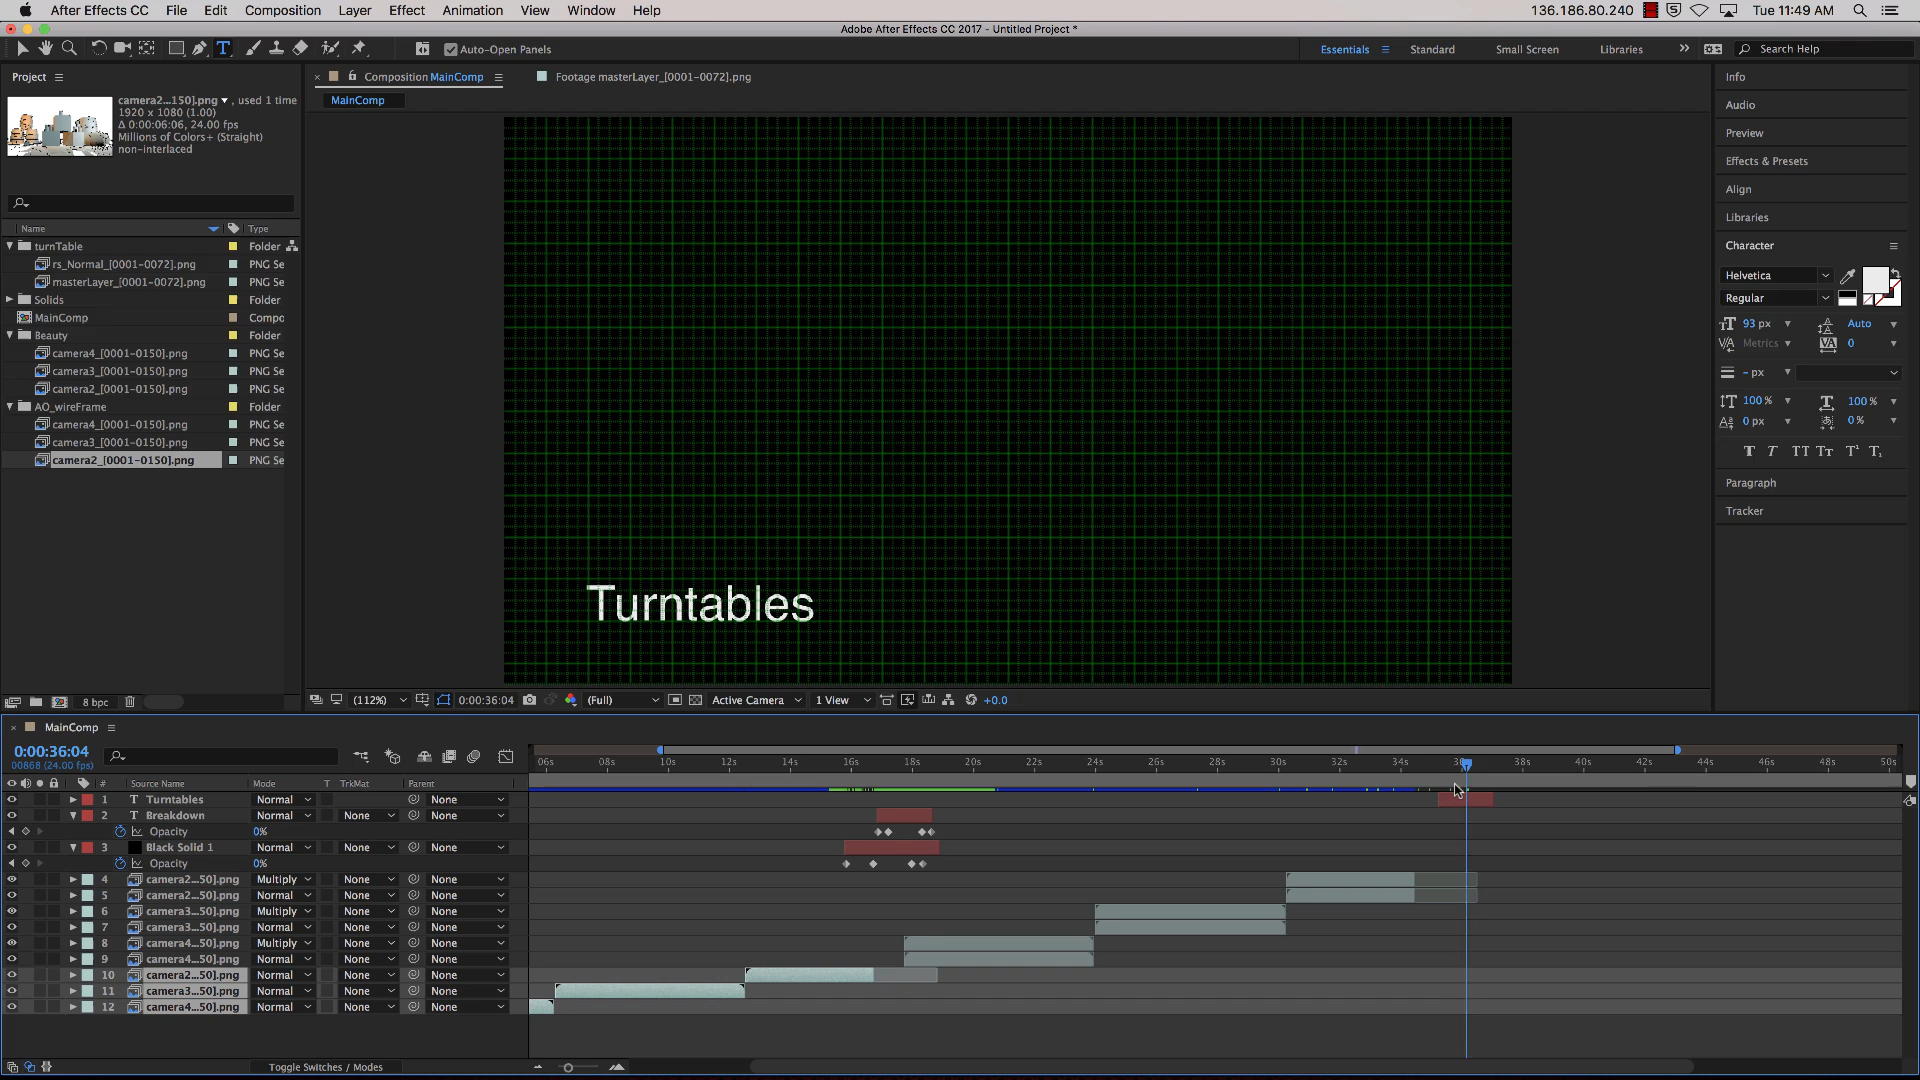 After Effects CC File Edit Composition Layer Effect Animation View Window Help 136.186.80.240 Tue 11:49 AM
Adobe After Effects CC 2017 - Untitled Project *
Auto-Open Panels Essentials Standard Small Screen Libraries Search Help
Project
Composition MainComp Footage masterLayer_[0001-0072].png
MainComp
camera2...150].png , used 1 time
1920 x 1080 (1.00)
Δ 0:00:06:06, 24.00 fps
Millions of Colors+ (Straight)
non-interlaced
Name Type
turnTable Folder
rs_Normal_[0001-0072].png PNG Se
masterLayer_[0001-0072].png PNG Se
Solids Folder
MainComp Compo
Beauty Folder
camera4_[0001-0150].png PNG Se
camera3_[0001-0150].png PNG Se
camera2_[0001-0150].png PNG Se
AO_wireFrame Folder
camera4_[0001-0150].png PNG Se
camera3_[0001-0150].png PNG Se
camera2_[0001-0150].png PNG Se
8 bpc
Turntables
(112%) 0:00:36:04 (Full) Active Camera 1 View +0.0
Info
Audio
Preview
Effects & Presets
Align
Libraries
Character
Helvetica
Regular
93 px Auto
Metrics 0
- px
100 % 100 %
0 px 0 %
T T TT Tt T¹ T₁
Paragraph
Tracker
MainComp
0:00:36:04
00868 (24.00 fps)
06s 08s 10s 12s 14s 16s 18s 20s 22s 24s 26s 28s 30s 32s 34s 38s 40s 42s 44s 46s 48s 50s
# Source Name Mode T TrkMat Parent
1 T Turntables Normal None
2 T Breakdown Normal None None
Opacity 0%
3 Black Solid 1 Normal None None
Opacity 0%
4 camera2...50].png Multiply None None
5 camera2...50].png Normal None None
6 camera3...50].png Multiply None None
7 camera3...50].png Normal None None
8 camera4...50].png Multiply None None
9 camera4...50].png Normal None None
10 camera2...50].png Normal None None
11 camera3...50].png Normal None None
12 camera4...50].png Normal None None
Toggle Switches / Modes